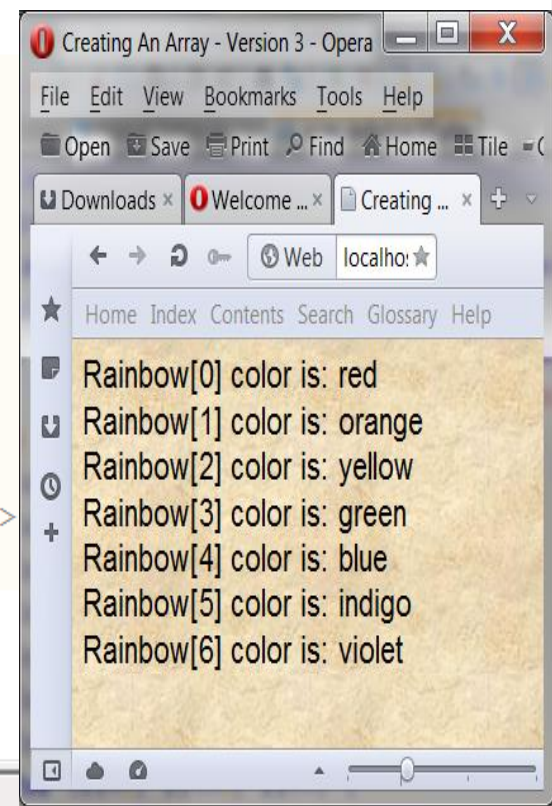 Creating An Array - Version 3 - Opera
File Edit View Bookmarks Tools Help
Open Save Print Find Home Tile
Downloads × Welcome ... × Creating ... ×
Web localho:
Home Index Contents Search Glossary Help
Rainbow[0] color is: red
Rainbow[1] color is: orange
Rainbow[2] color is: yellow
Rainbow[3] color is: green
>
Rainbow[4] color is: blue
Rainbow[5] color is: indigo
Rainbow[6] color is: violet